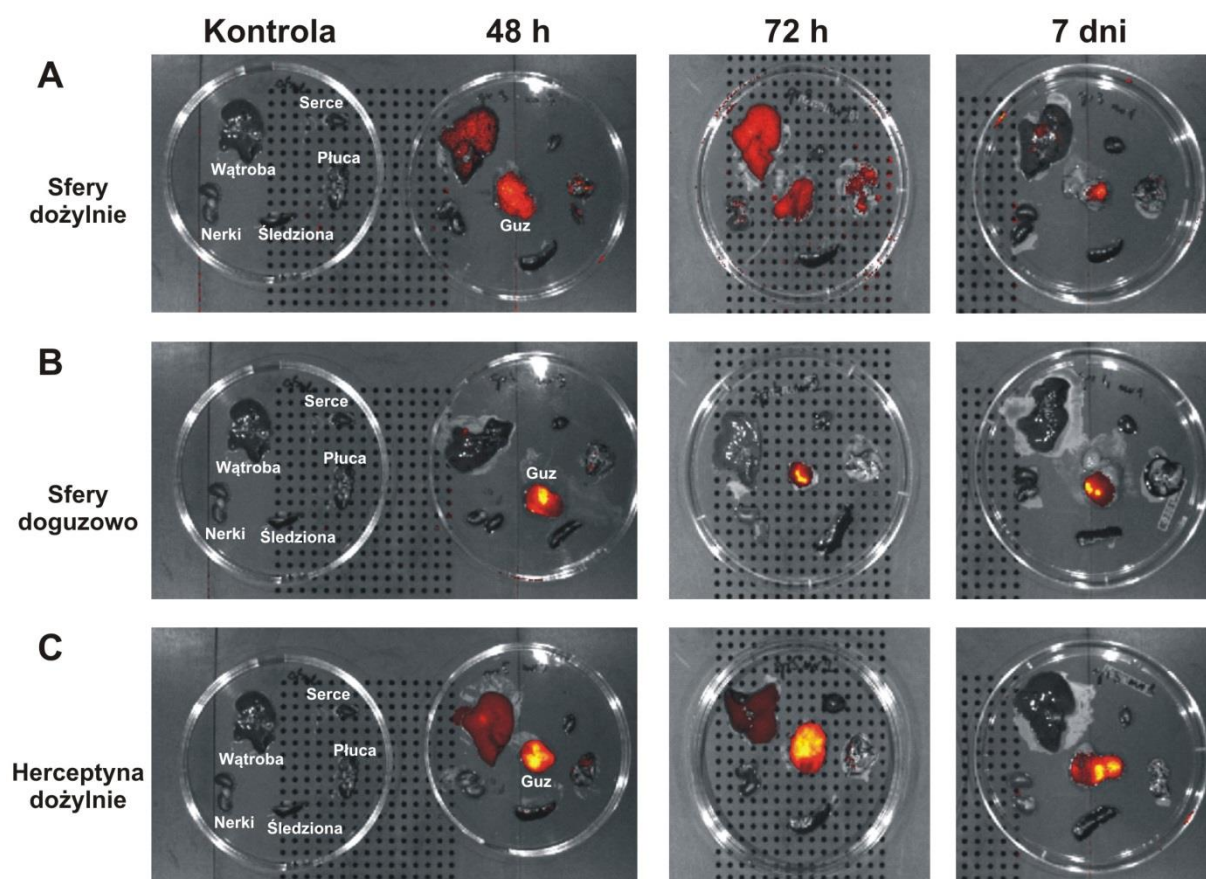 Kontrola 48 h 72 h 7 dni
A
Sfery
dożylnie
Serce
Płuca
Wątroba
Nerki Śledziona
Guz
B
Sfery
doguzowo
Serce
Płuca
Wątroba
Nerki Śledziona
Guz
C
Herceptyna
dożylnie
Serce
Płuca
Wątroba
Nerki Śledziona
Guz